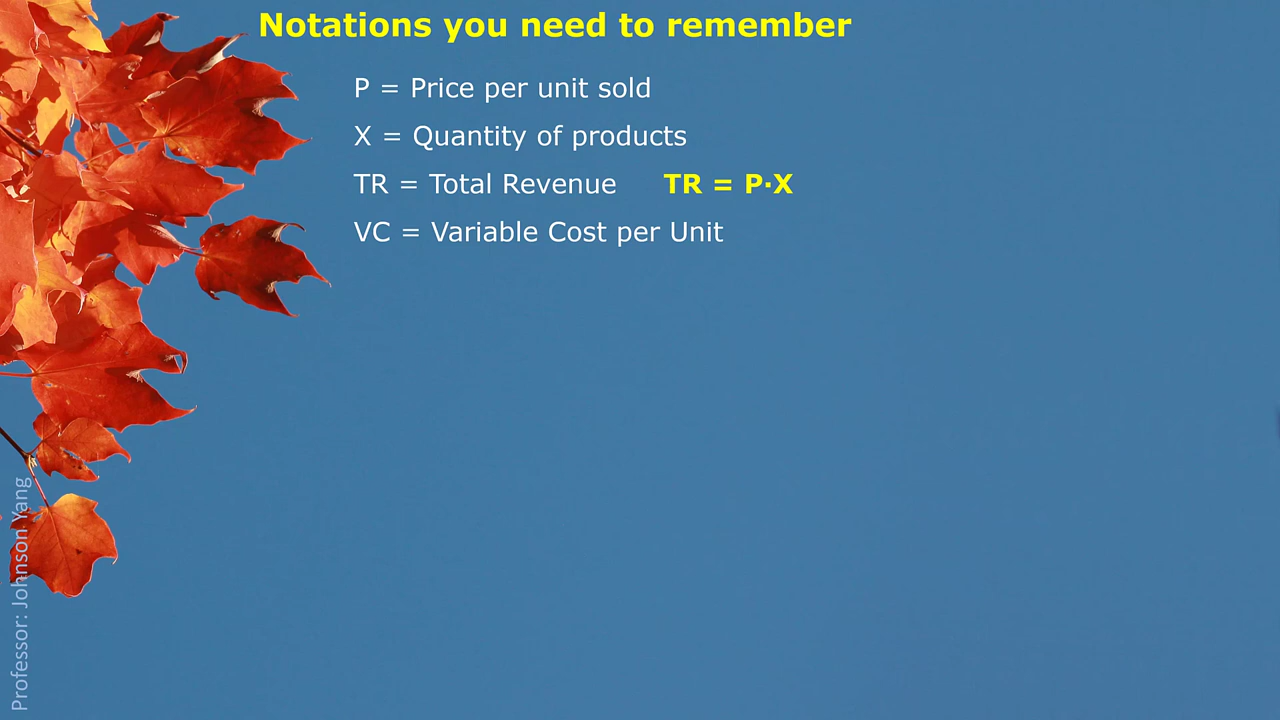 Notations you need to remember
P = Price per unit sold
X = Quantity of products
TR = Total Revenue TR = P·X
VC = Variable Cost per Unit
Professor: Johnson Yang